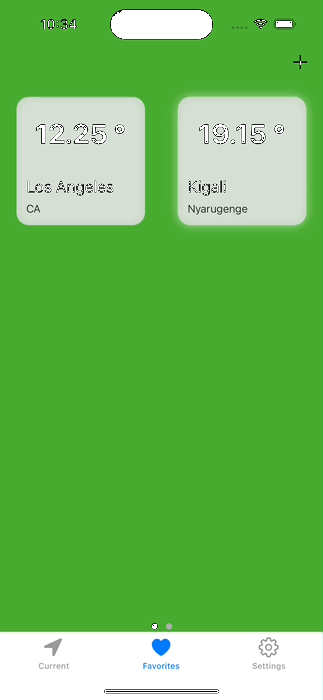 10:34
12.25 °
19.15 °
Los Angeles
Kigali
CA
Nyarugenge
Current
Favorites
Settings